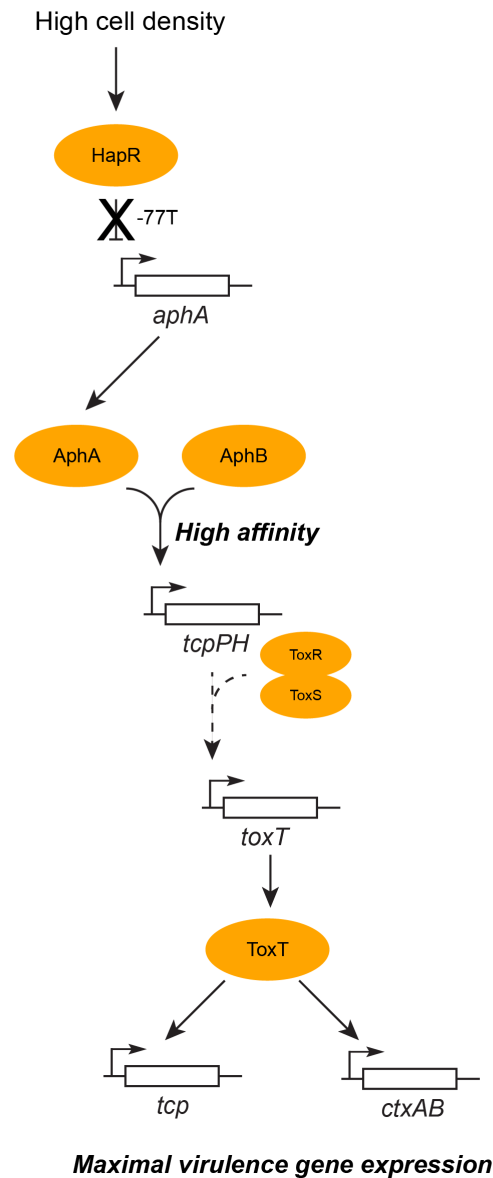 High cell density
HapR
-77T
aphA
AphA
AphB
High affinity
tcpPH
ToxR
ToxS
toxT
ToxT
tcp
ctxAB
Maximal virulence gene expression